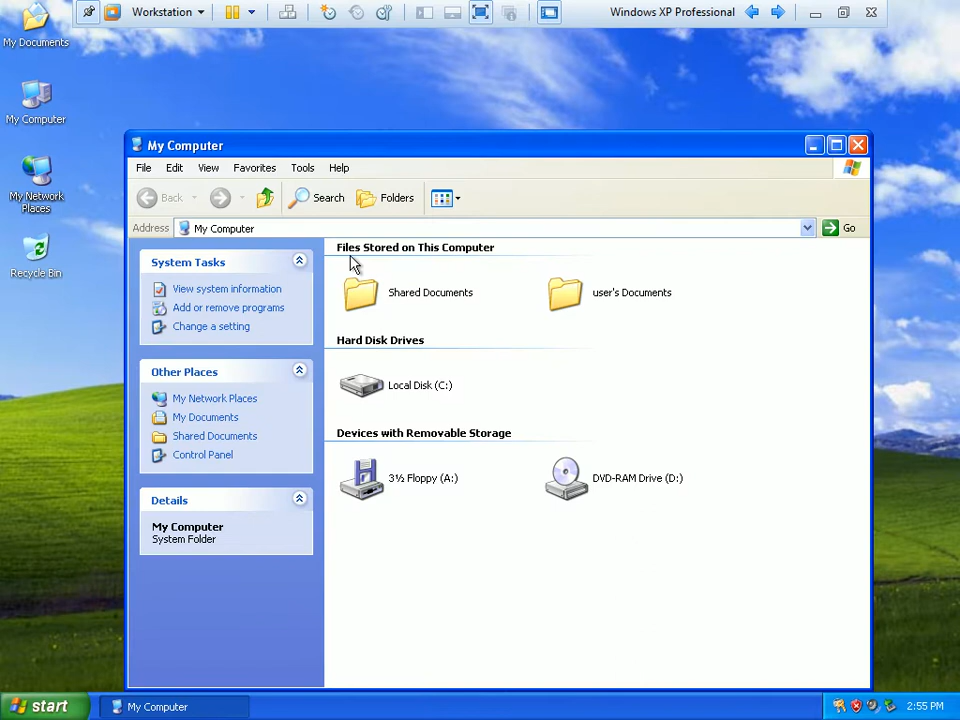 Workstation
Windows XP Professional
My Documents
My Computer
My Network
Places
Recycle Bin
My Computer
File Edit View Favorites Tools Help
Back Search Folders
Address My Computer Go
System Tasks
View system information
Add or remove programs
Change a setting
Other Places
My Network Places
My Documents
Shared Documents
Control Panel
Details
My Computer
System Folder
Files Stored on This Computer
Shared Documents user's Documents
Hard Disk Drives
Local Disk (C:)
Devices with Removable Storage
3½ Floppy (A:) DVD-RAM Drive (D:)
start My Computer 2:55 PM